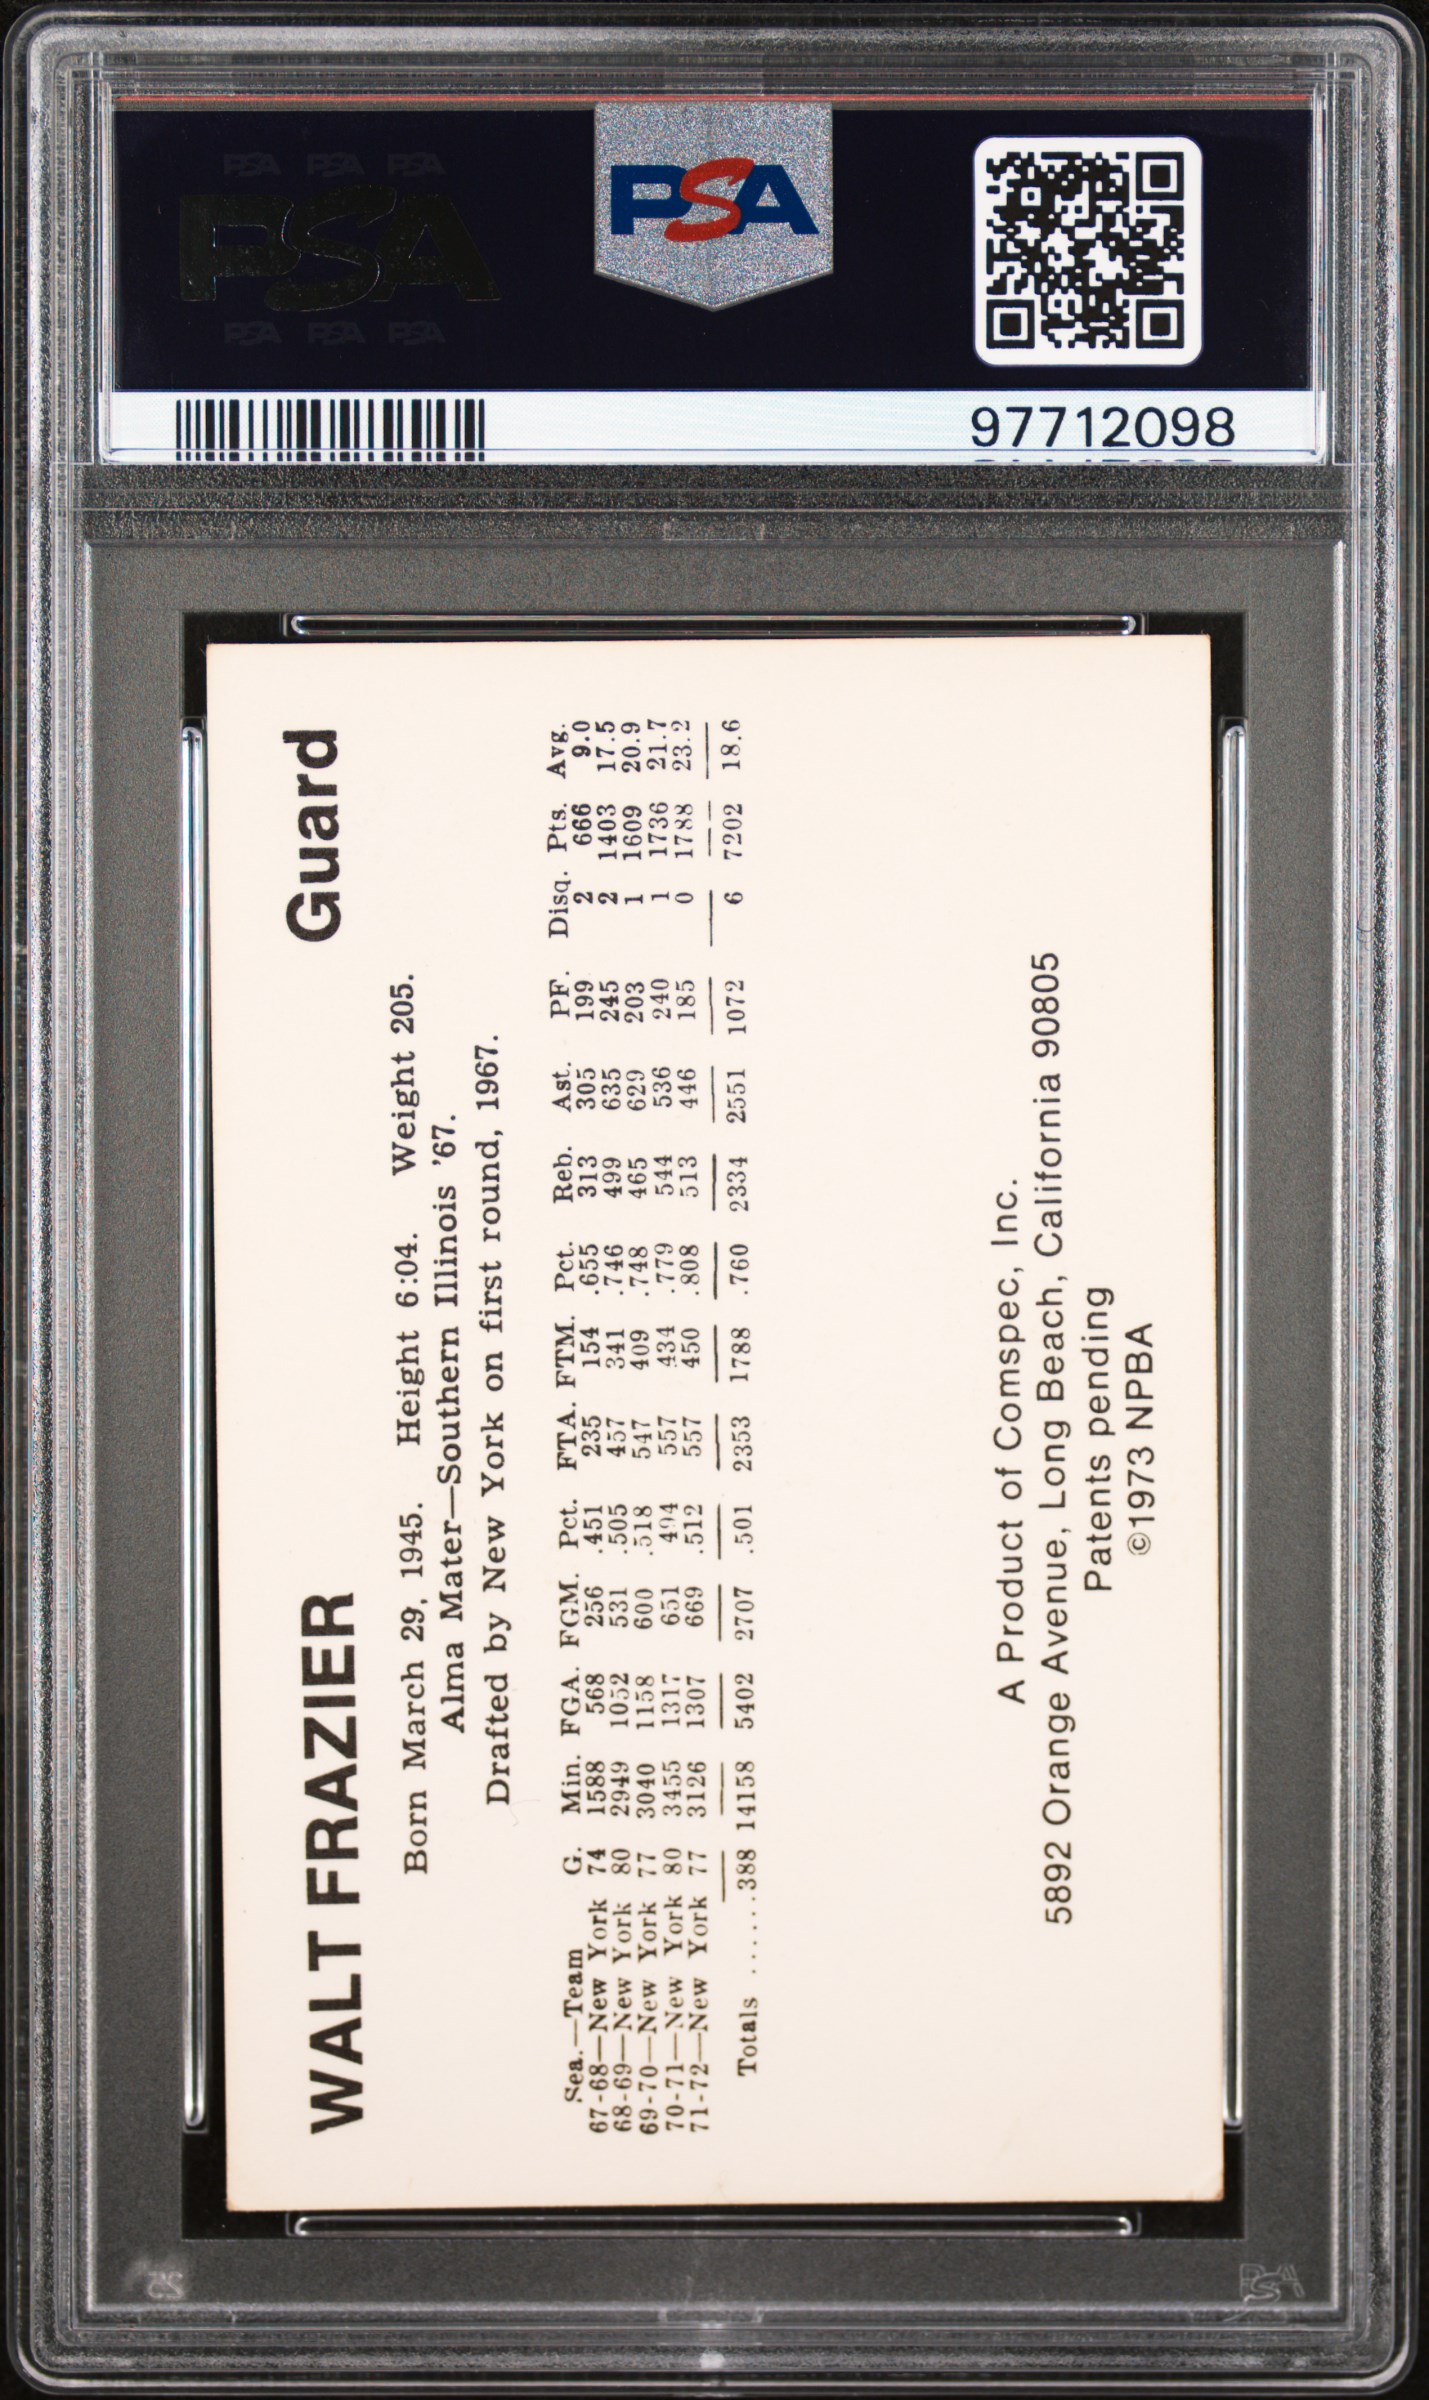 PSA PSA PSA
PSA
PSA PSA PSA
PSA
97712098
WALT FRAZIER Guard
Born March 29, 1945. Height 6:04. Weight 205.
Alma Mater—Southern Illinois '67.
Drafted by New York on first round, 1967.
Sea.—Team G. Min. FGA. FGM. Pct. FTA. FTM. Pct. Reb. Ast. PF. Disq. Pts. Avg.
67-68—New York 74 1588 568 256 .451 235 154 .655 313 305 199 2 666 9.0
68-69—New York 80 2949 1052 531 .505 457 341 .746 499 635 245 2 1403 17.5
69-70—New York 77 3040 1158 600 .518 547 409 .748 465 629 203 1 1609 20.9
70-71—New York 80 3455 1317 651 .494 557 434 .779 544 536 240 1 1736 21.7
71-72—New York 77 3126 1307 669 .512 557 450 .808 513 446 185 0 1788 23.2
Totals ......388 14158 5402 2707 .501 2353 1788 .760 2334 2551 1072 6 7202 18.6
A Product of Comspec, Inc.
5892 Orange Avenue, Long Beach, California 90805
Patents pending
©1973 NPBA
PSA